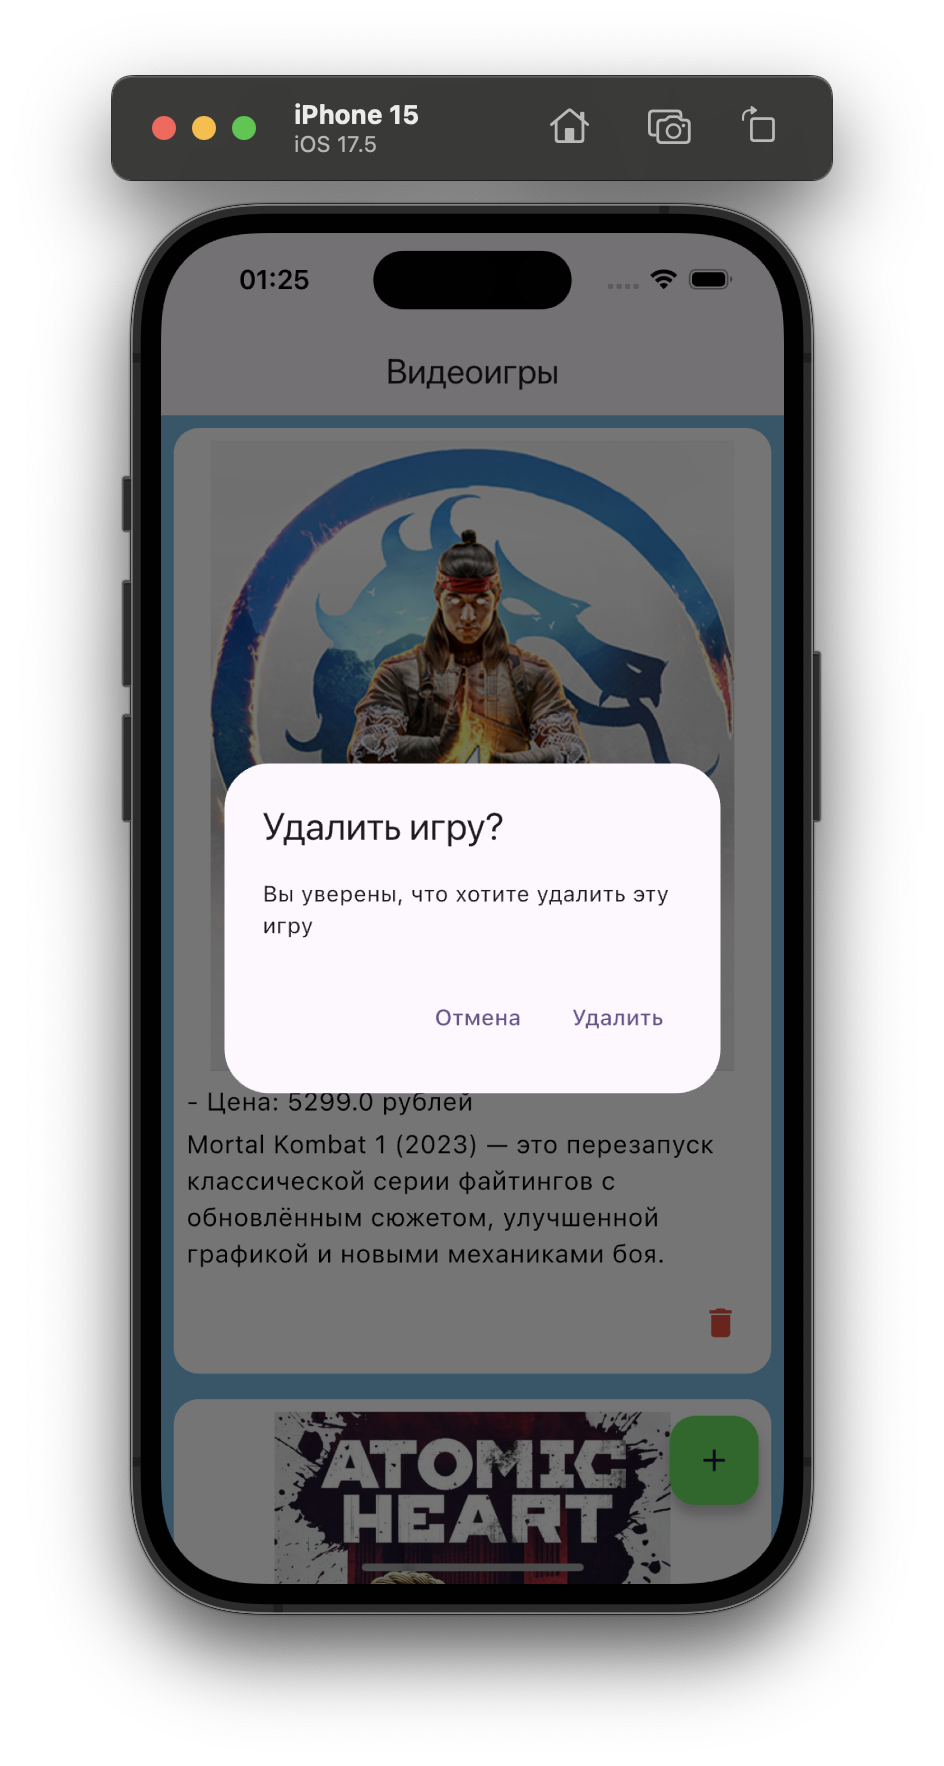 iPhone 15
iOS 17.5
01:25
Видеоигры
Удалить игру?
Вы уверены, что хотите удалить эту
игру
Отмена Удалить
- Цена: 5299.0 рублей
Mortal Kombat 1 (2023) — это перезапуск
классической серии файтингов с
обновлённым сюжетом, улучшенной
графикой и новыми механиками боя.
ATOMIC
HEART
+